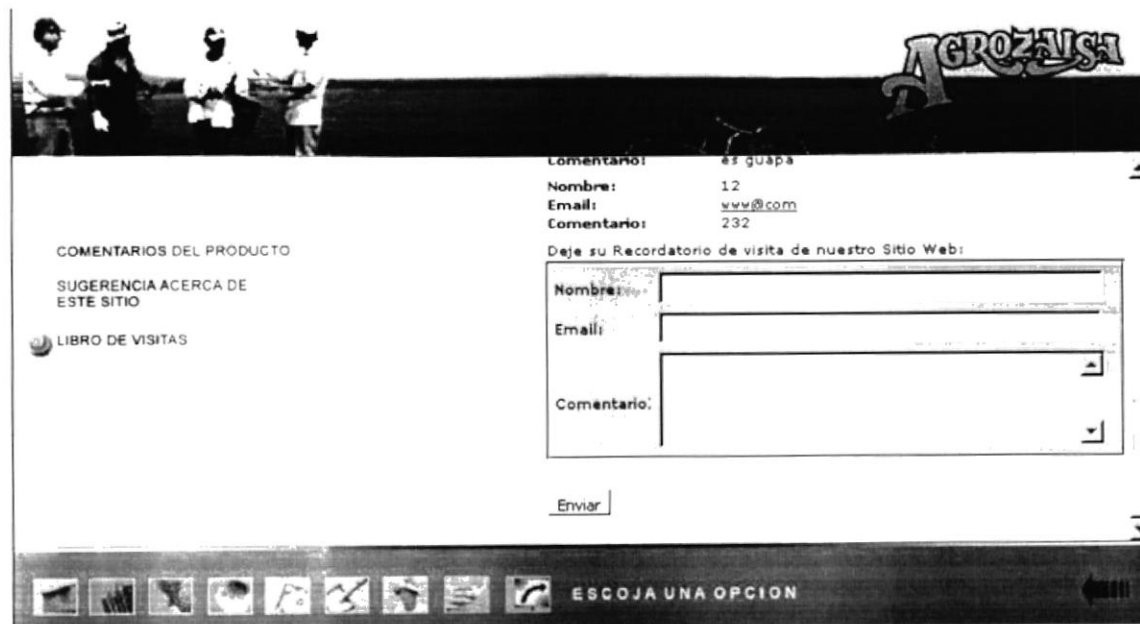 AGROZAISA
Comentario: es guapa
Nombre: 12
Email: www@com
Comentario: 232
COMENTARIOS DEL PRODUCTO
SUGERENCIA ACERCA DE
ESTE SITIO
LIBRO DE VISITAS
Deje su Recordatorio de visita de nuestro Sitio Web:
Nombre:
Email:
Comentario:
Enviar
ESCOJA UNA OPCION